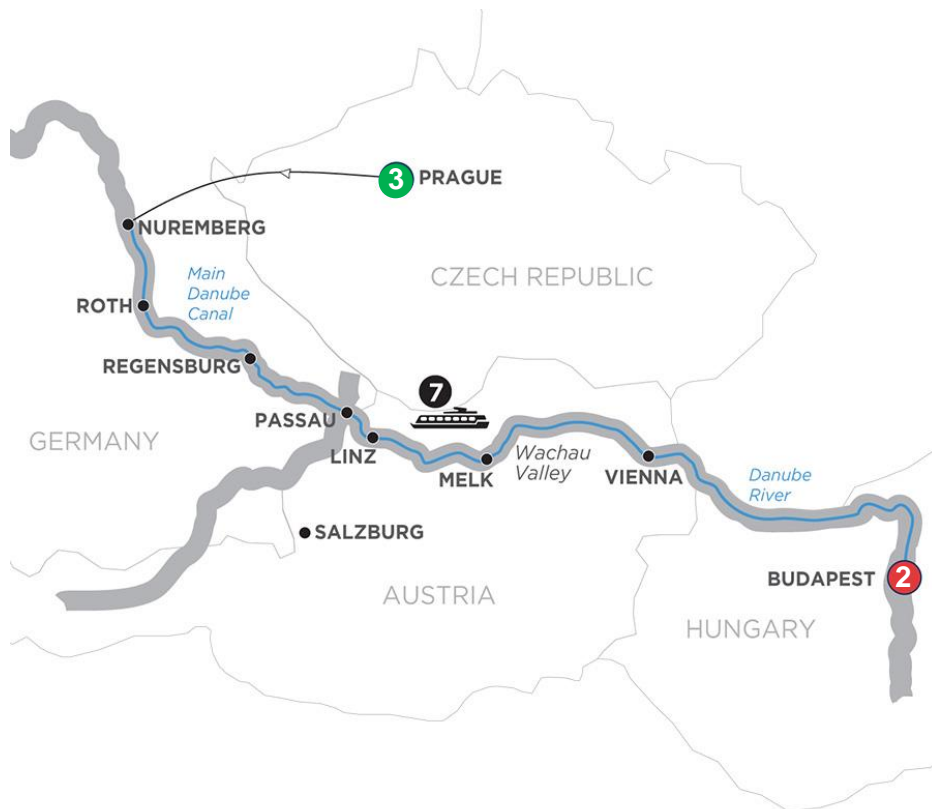 3 PRAGUE
NUREMBERG
CZECH REPUBLIC
Main
Danube
Canal
ROTH
REGENSBURG
7
PASSAU
GERMANY
LINZ
MELK
Wachau
Valley
VIENNA
Danube
River
SALZBURG
BUDAPEST 2
AUSTRIA
HUNGARY